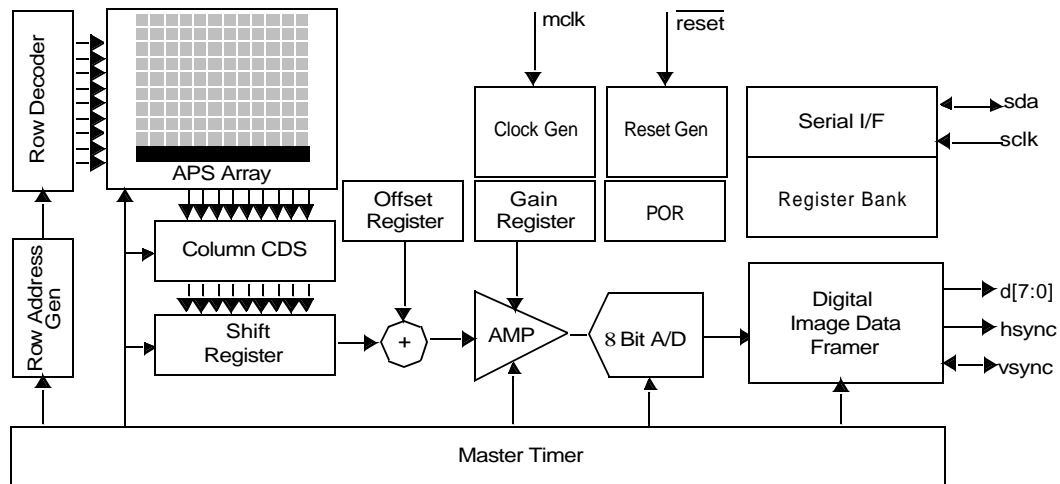 Row Decoder
APS Array
mclk
reset
Clock Gen
Reset Gen
Serial I/F
sda
sclk
Register Bank
Offset
Register
Gain
Register
POR
Row Address
Gen
Column CDS
Shift
Register
+
AMP
8 Bit A/D
Digital
Image Data
Framer
d[7:0]
hsync
vsync
Master Timer